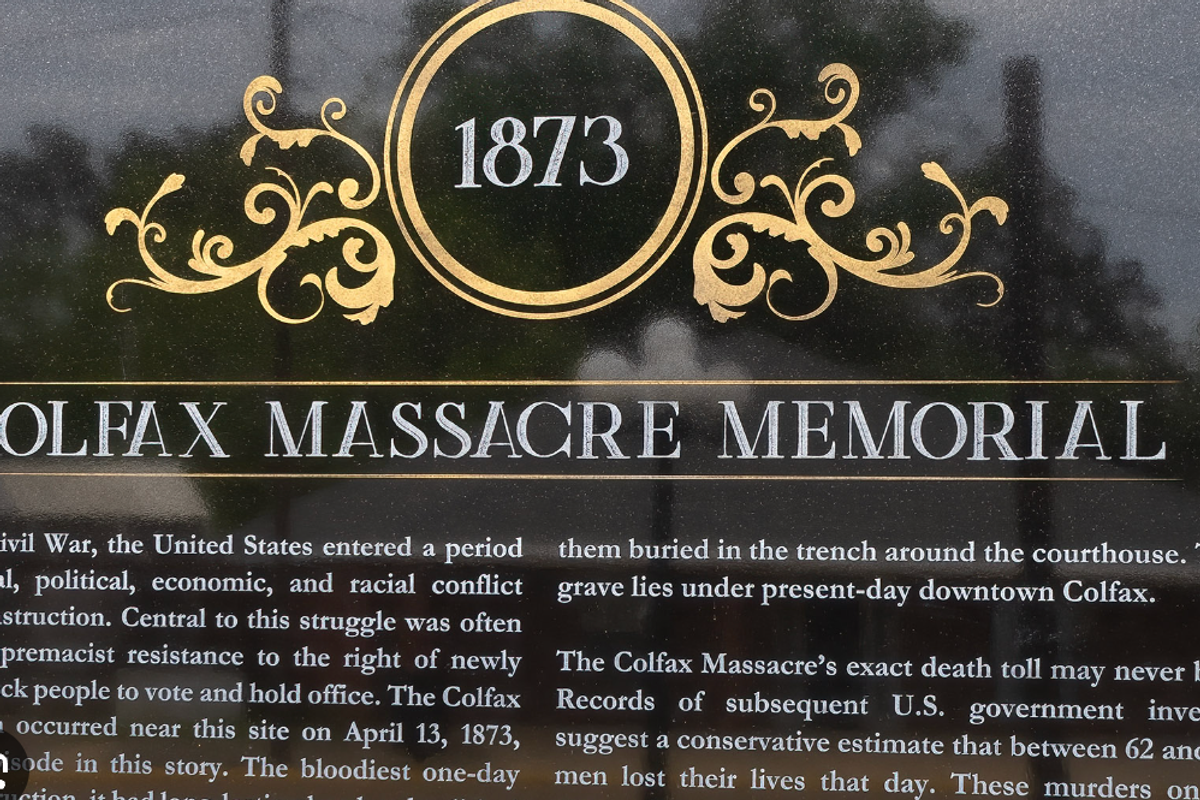 1873
OLFAX MASSACRE MEMORIAL
ivil War, the United States entered a period
al, political, economic, and racial conflict
struction. Central to this struggle was often
premacist resistance to the right of newly
ck people to vote and hold office. The Colfax
occurred near this site on April 13, 1873,
sode in this story. The bloodiest one-day
them buried in the trench around the courthouse.
grave lies under present-day downtown Colfax.
The Colfax Massacre's exact death toll may never b
Records of subsequent U.S. government inve
suggest a conservative estimate that between 62 and
men lost their lives that day. These murders on